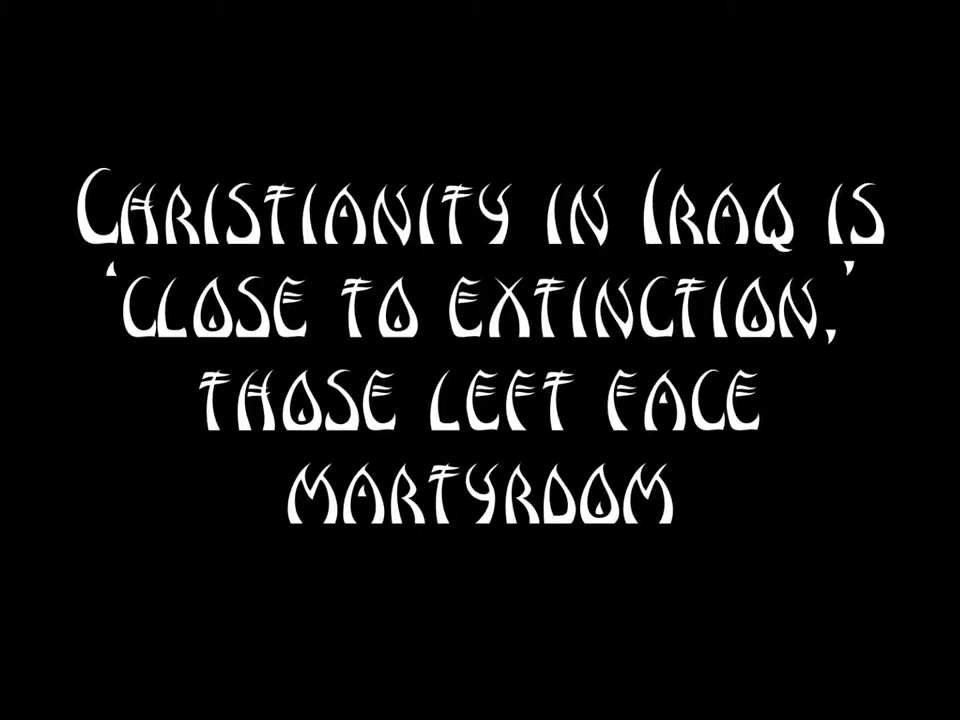 Christianity in Iraq is
‘close to extinction,’
those left face
martyrdom